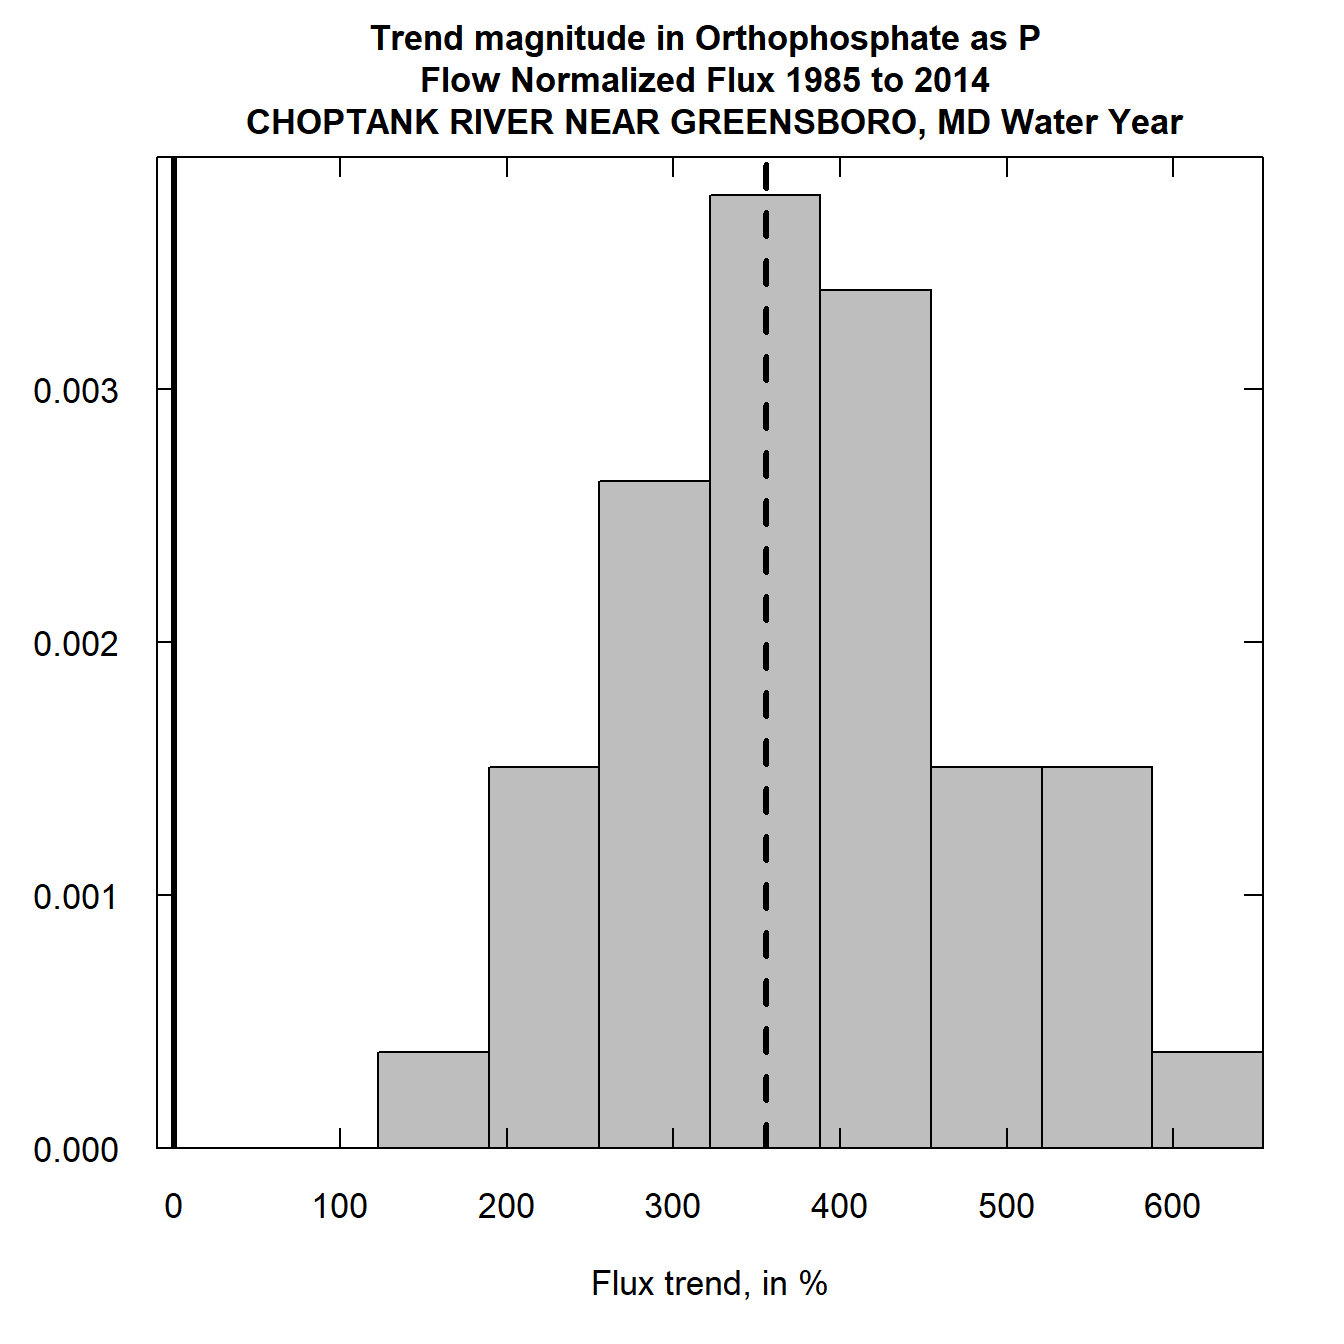 Trend magnitude in Orthophosphate as P
Flow Normalized Flux 1985 to 2014
CHOPTANK RIVER NEAR GREENSBORO, MD Water Year
0.003
0.002
0.001
0.000
0 100 200 300 400 500 600
Flux trend, in %